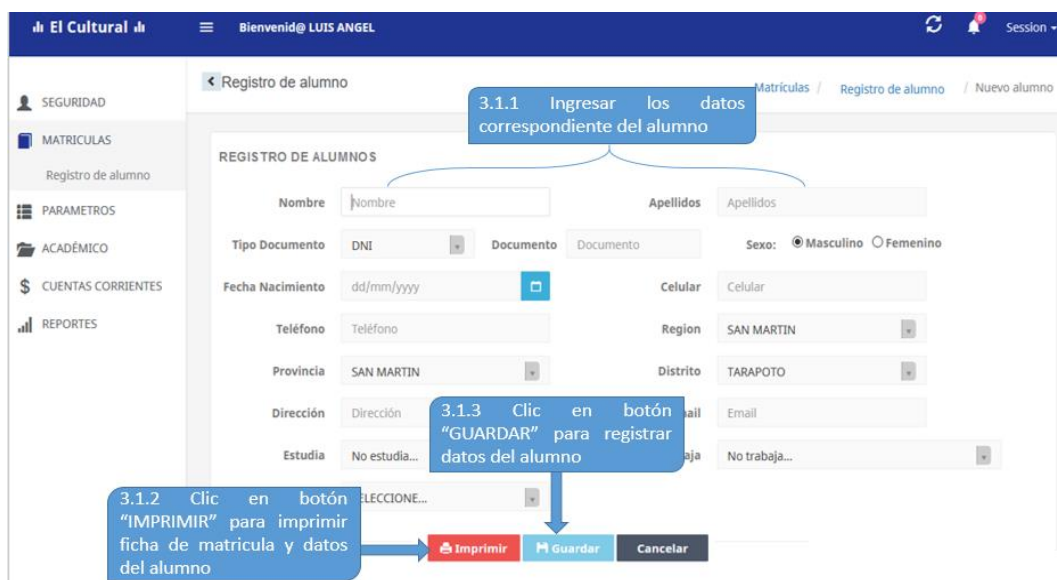 El Cultural
Bienvenid@ LUIS ANGEL
Session
SEGURIDAD
MATRICULAS
Registro de alumno
PARAMETROS
ACADÉMICO
CUENTAS CORRIENTES
REPORTES
Registro de alumno
Matrículas / Registro de alumno / Nuevo alumno
3.1.1 Ingresar los datos
correspondiente del alumno
REGISTRO DE ALUMNOS
Nombre Nombre Apellidos Apellidos
Tipo Documento DNI Documento Documento Sexo: Masculino Femenino
Fecha Nacimiento dd/mm/yyyy Celular Celular
Teléfono Teléfono Region SAN MARTIN
Provincia SAN MARTIN Distrito TARAPOTO
Dirección Dirección Email
Estudia No estudia... No trabaja...
3.1.3 Clic en botón
“GUARDAR” para registrar
datos del alumno
3.1.2 Clic en botón
“IMPRIMIR” para imprimir
ficha de matricula y datos
del alumno
Imprimir Guardar Cancelar